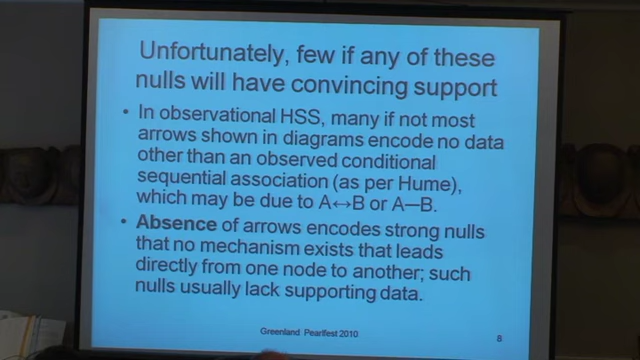 Unfortunately, few if any of these
nulls will have convincing support
• In observational HSS, many if not most
arrows shown in diagrams encode no data
other than an observed conditional
sequential association (as per Hume),
which may be due to A↔B or A—B.
• Absence of arrows encodes strong nulls
that no mechanism exists that leads
directly from one node to another; such
nulls usually lack supporting data.
Greenland Pearlfest 2010
8